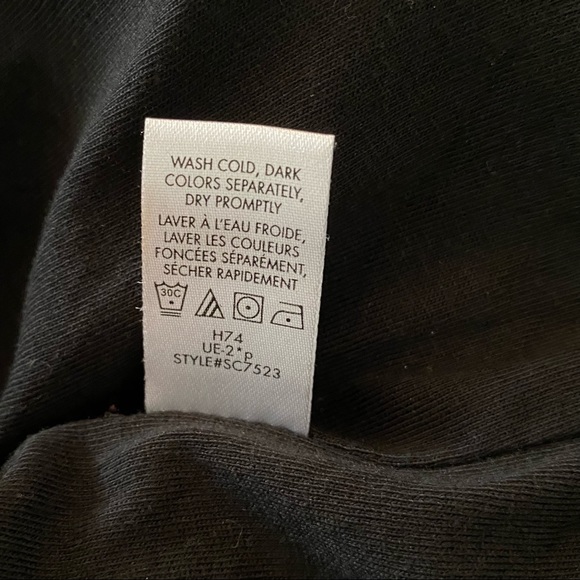 WASH COLD, DARK
COLORS SEPARATELY,
DRY PROMPTLY
LAVER À L'EAU FROIDE,
LAVER LES COULEURS
FONCÉES SÉPARÉMENT,
SÉCHER RAPIDEMENT
30C
H74
UE-2*p
STYLE#SC7523